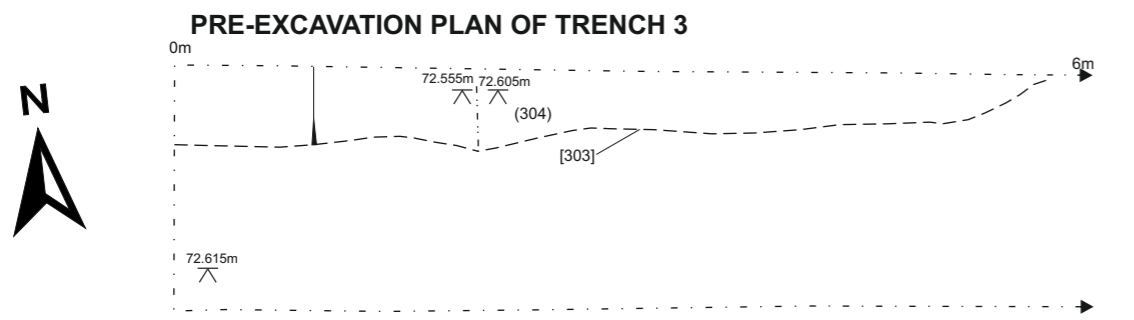 PRE-EXCAVATION PLAN OF TRENCH 3
0m
6m
N
72.555m 72.605m
(304)
[303]
72.615m